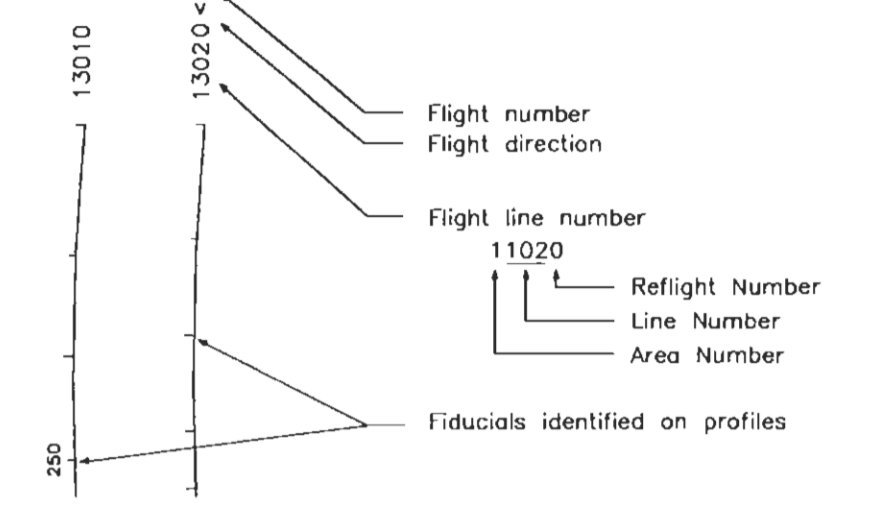 13010
13020 <
Flight number
Flight direction
Flight line number
11020
Reflight Number
Line Number
Area Number
Fiducials identified on profiles
250